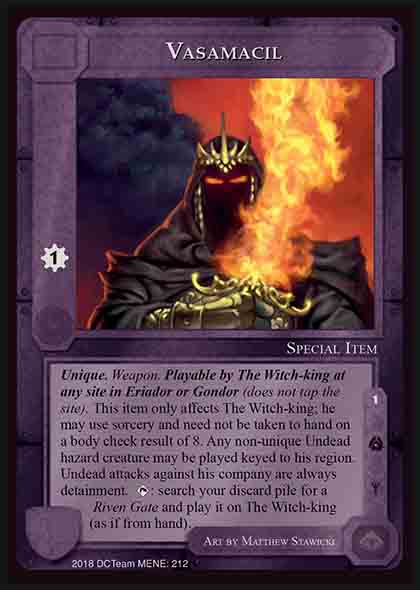 VASAMACIL
1
SPECIAL ITEM
Unique. Weapon. Playable by The Witch-king at
any site in Eriador or Gondor (does not tap the
site). This item only affects The Witch-king; he
may use sorcery and need not be taken to hand on
a body check result of 8. Any non-unique Undead
hazard creature may be played keyed to his region.
Undead attacks against his company are always
detainment. : search your discard pile for a
Riven Gate and play it on The Witch-king
(as if from hand).
1
ART BY MATTHEW STAWICKI
2018 DCTeam MENE: 212